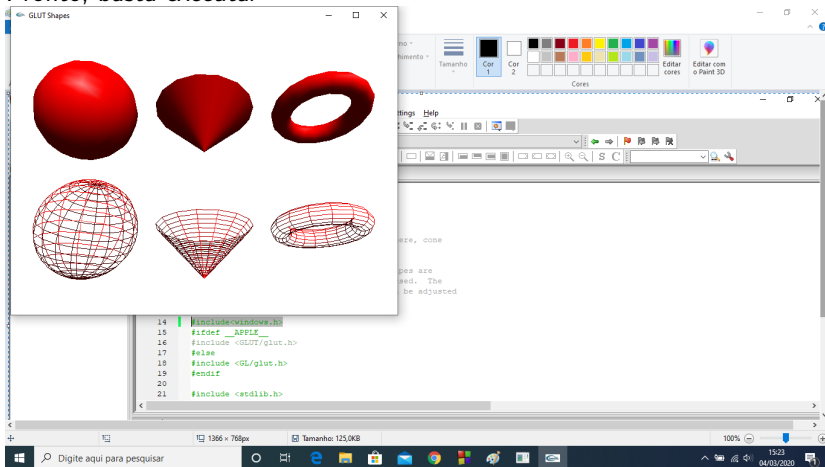 Pronto, basta executar
GLUT Shapes
Tamanho
Cor
1
Cor
2
Editar
cores
Editar com
o Paint 3D
Cores
ttings Help
S C
ere, cone
pes are
sed. The
be adjusted
14 #include<windows.h>
15 #ifdef __APPLE__
16 #include <GLUT/glut.h>
17 #else
18 #include <GL/glut.h>
19 #endif
20
21 #include <stdlib.h>
1366 × 768px
Tamanho: 125,0KB
100%
Digite aqui para pesquisar
15:23
04/03/2020